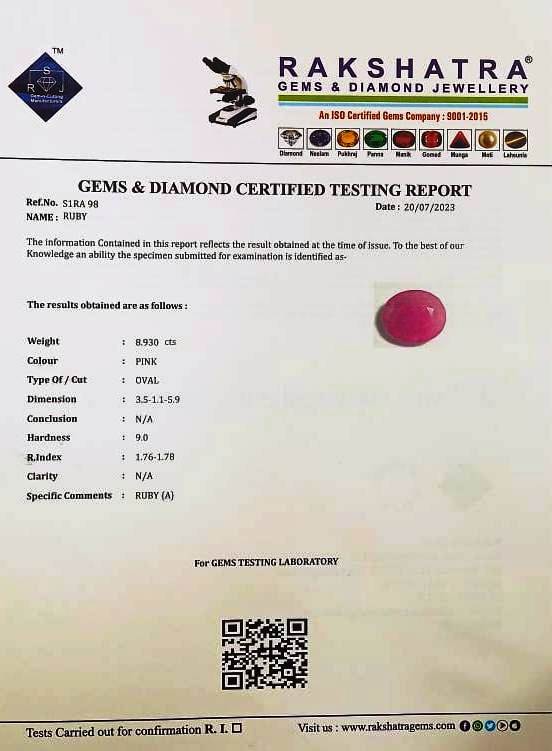 TM
S
R J
Gem's Cutting
Manufacturers
RAKSHATRA®
GEMS & DIAMOND JEWELLERY
An ISO Certified Gems Company : 9001-2015
Diamond Neelam Pukhraj Panna Manik Gomed Munga Moti Lahsunia
GEMS & DIAMOND CERTIFIED TESTING REPORT
Ref.No. S1RA 98
Date : 20/07/2023
NAME : RUBY
The information Contained in this report reflects the result obtained at the time of issue. To the best of our
Knowledge an ability the specimen submitted for examination is identified as-
The results obtained are as follows :
Weight : 8.930 cts
Colour : PINK
Type Of / Cut : OVAL
Dimension : 3.5-1.1-5.9
Conclusion : N/A
Hardness : 9.0
R.Index : 1.76-1.78
Clarity : N/A
Specific Comments : RUBY (A)
For GEMS TESTING LABORATORY
Tests Carried out for confirmation R. I. ☐
Visit us : www.rakshatragems.com